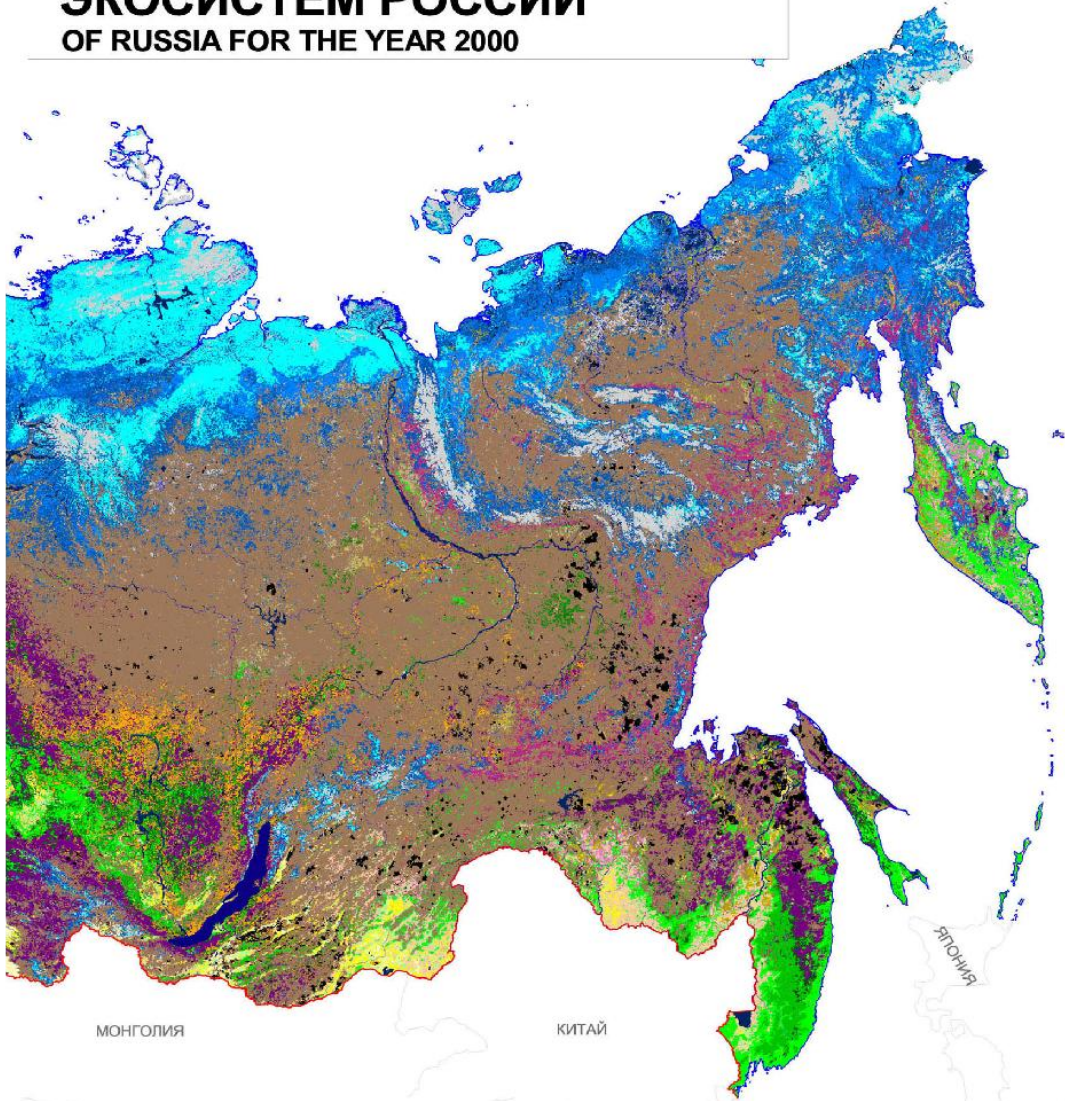 ЭКОСИСТЕМ РОССИИ
OF RUSSIA FOR THE YEAR 2000
ЯПОНИЯ
МОНГОЛИЯ
КИТАЙ